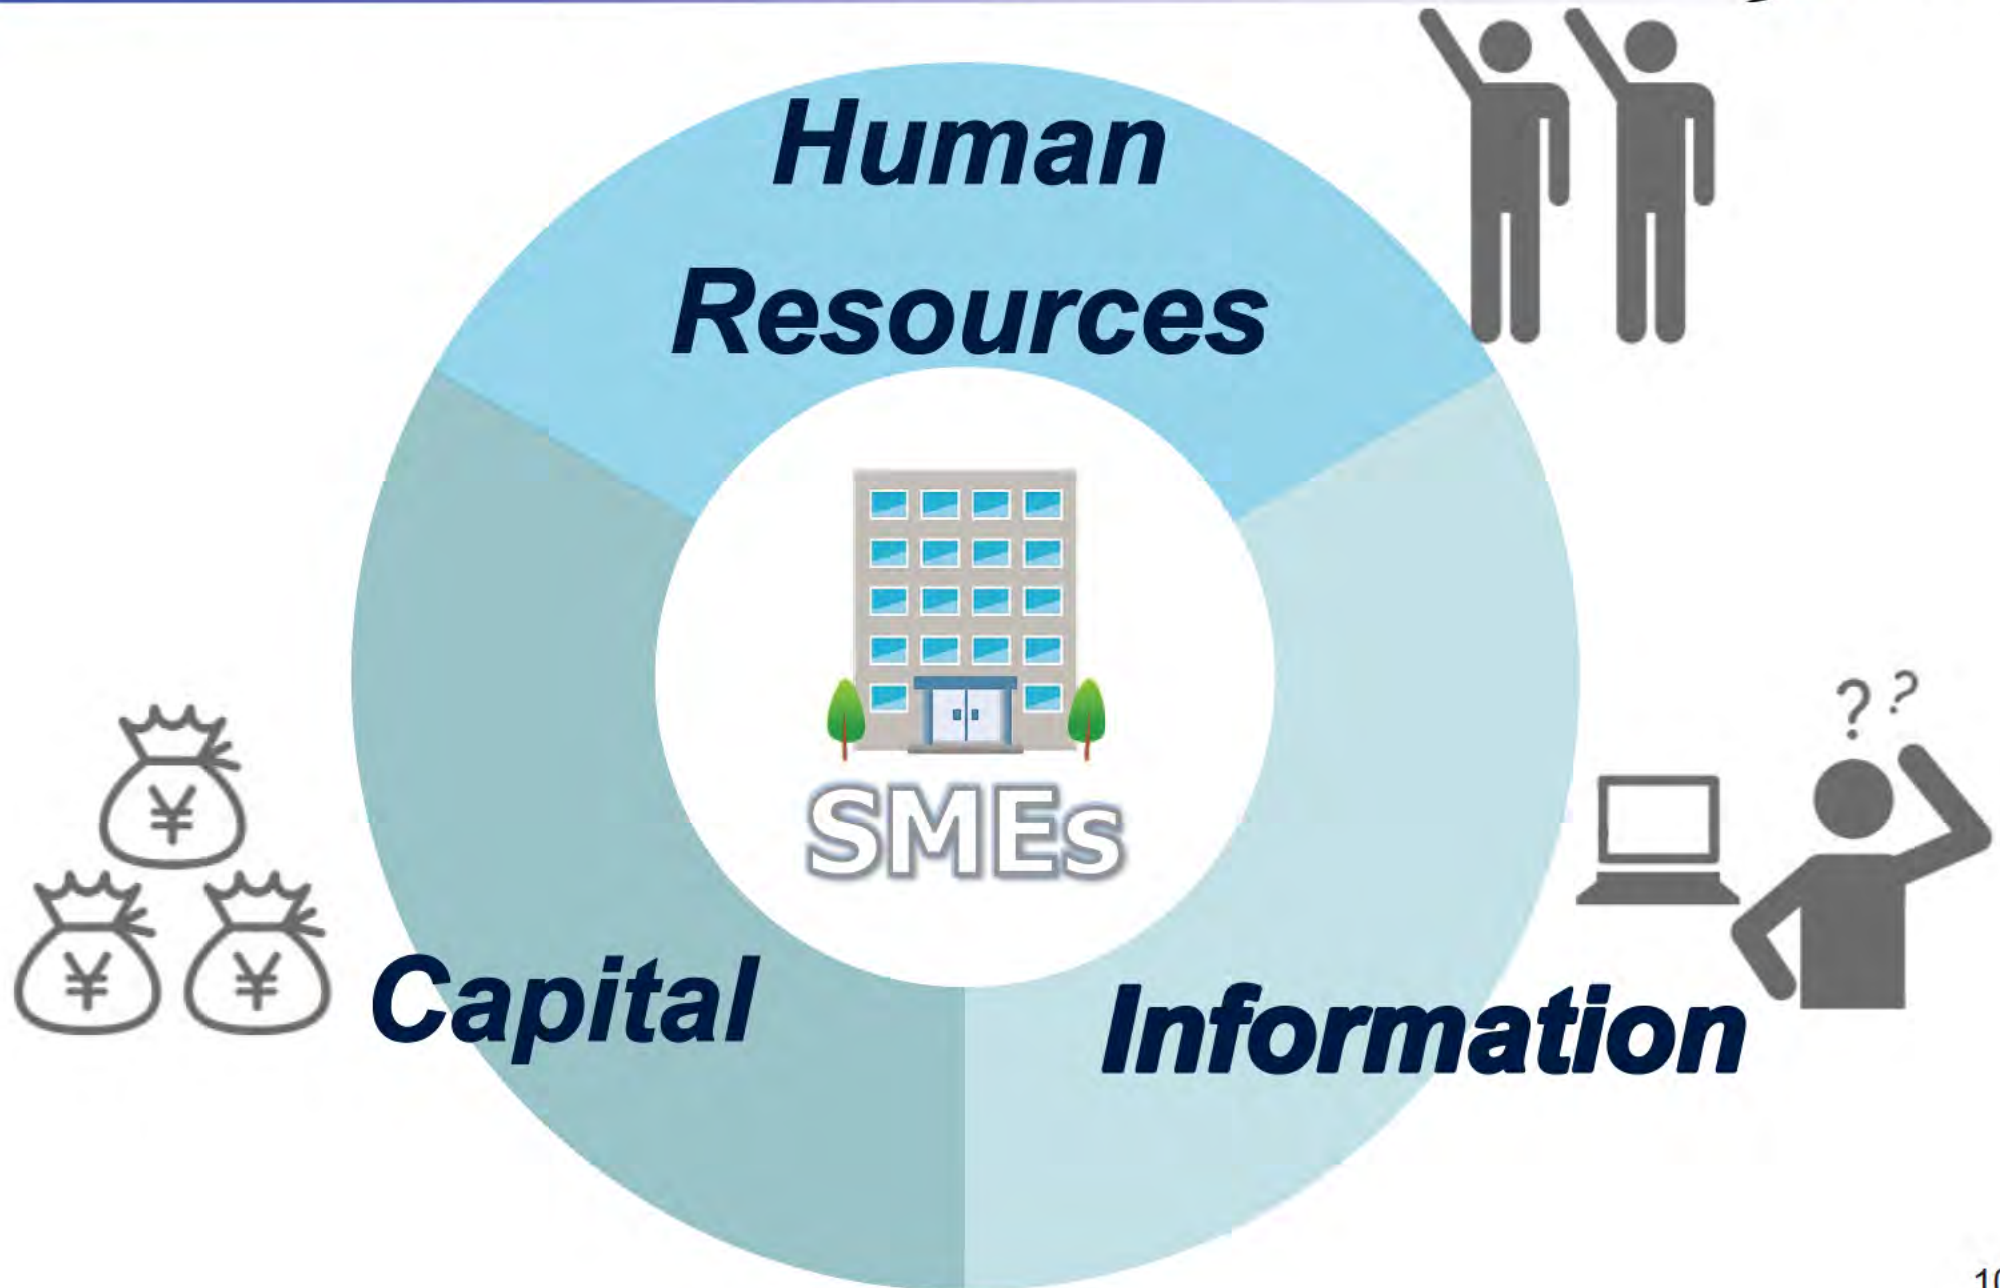 Human
Resources
SMEs
? ?
¥
¥ ¥
Capital
Information